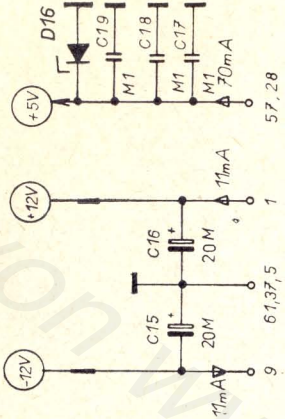 D16
C19
C18
C17
M1
M1
M1
+5V
70mA
57, 28
+12V
11mA
1
C16
+
20M
C15
+
20M
61,37,5
-12V
11mA
9